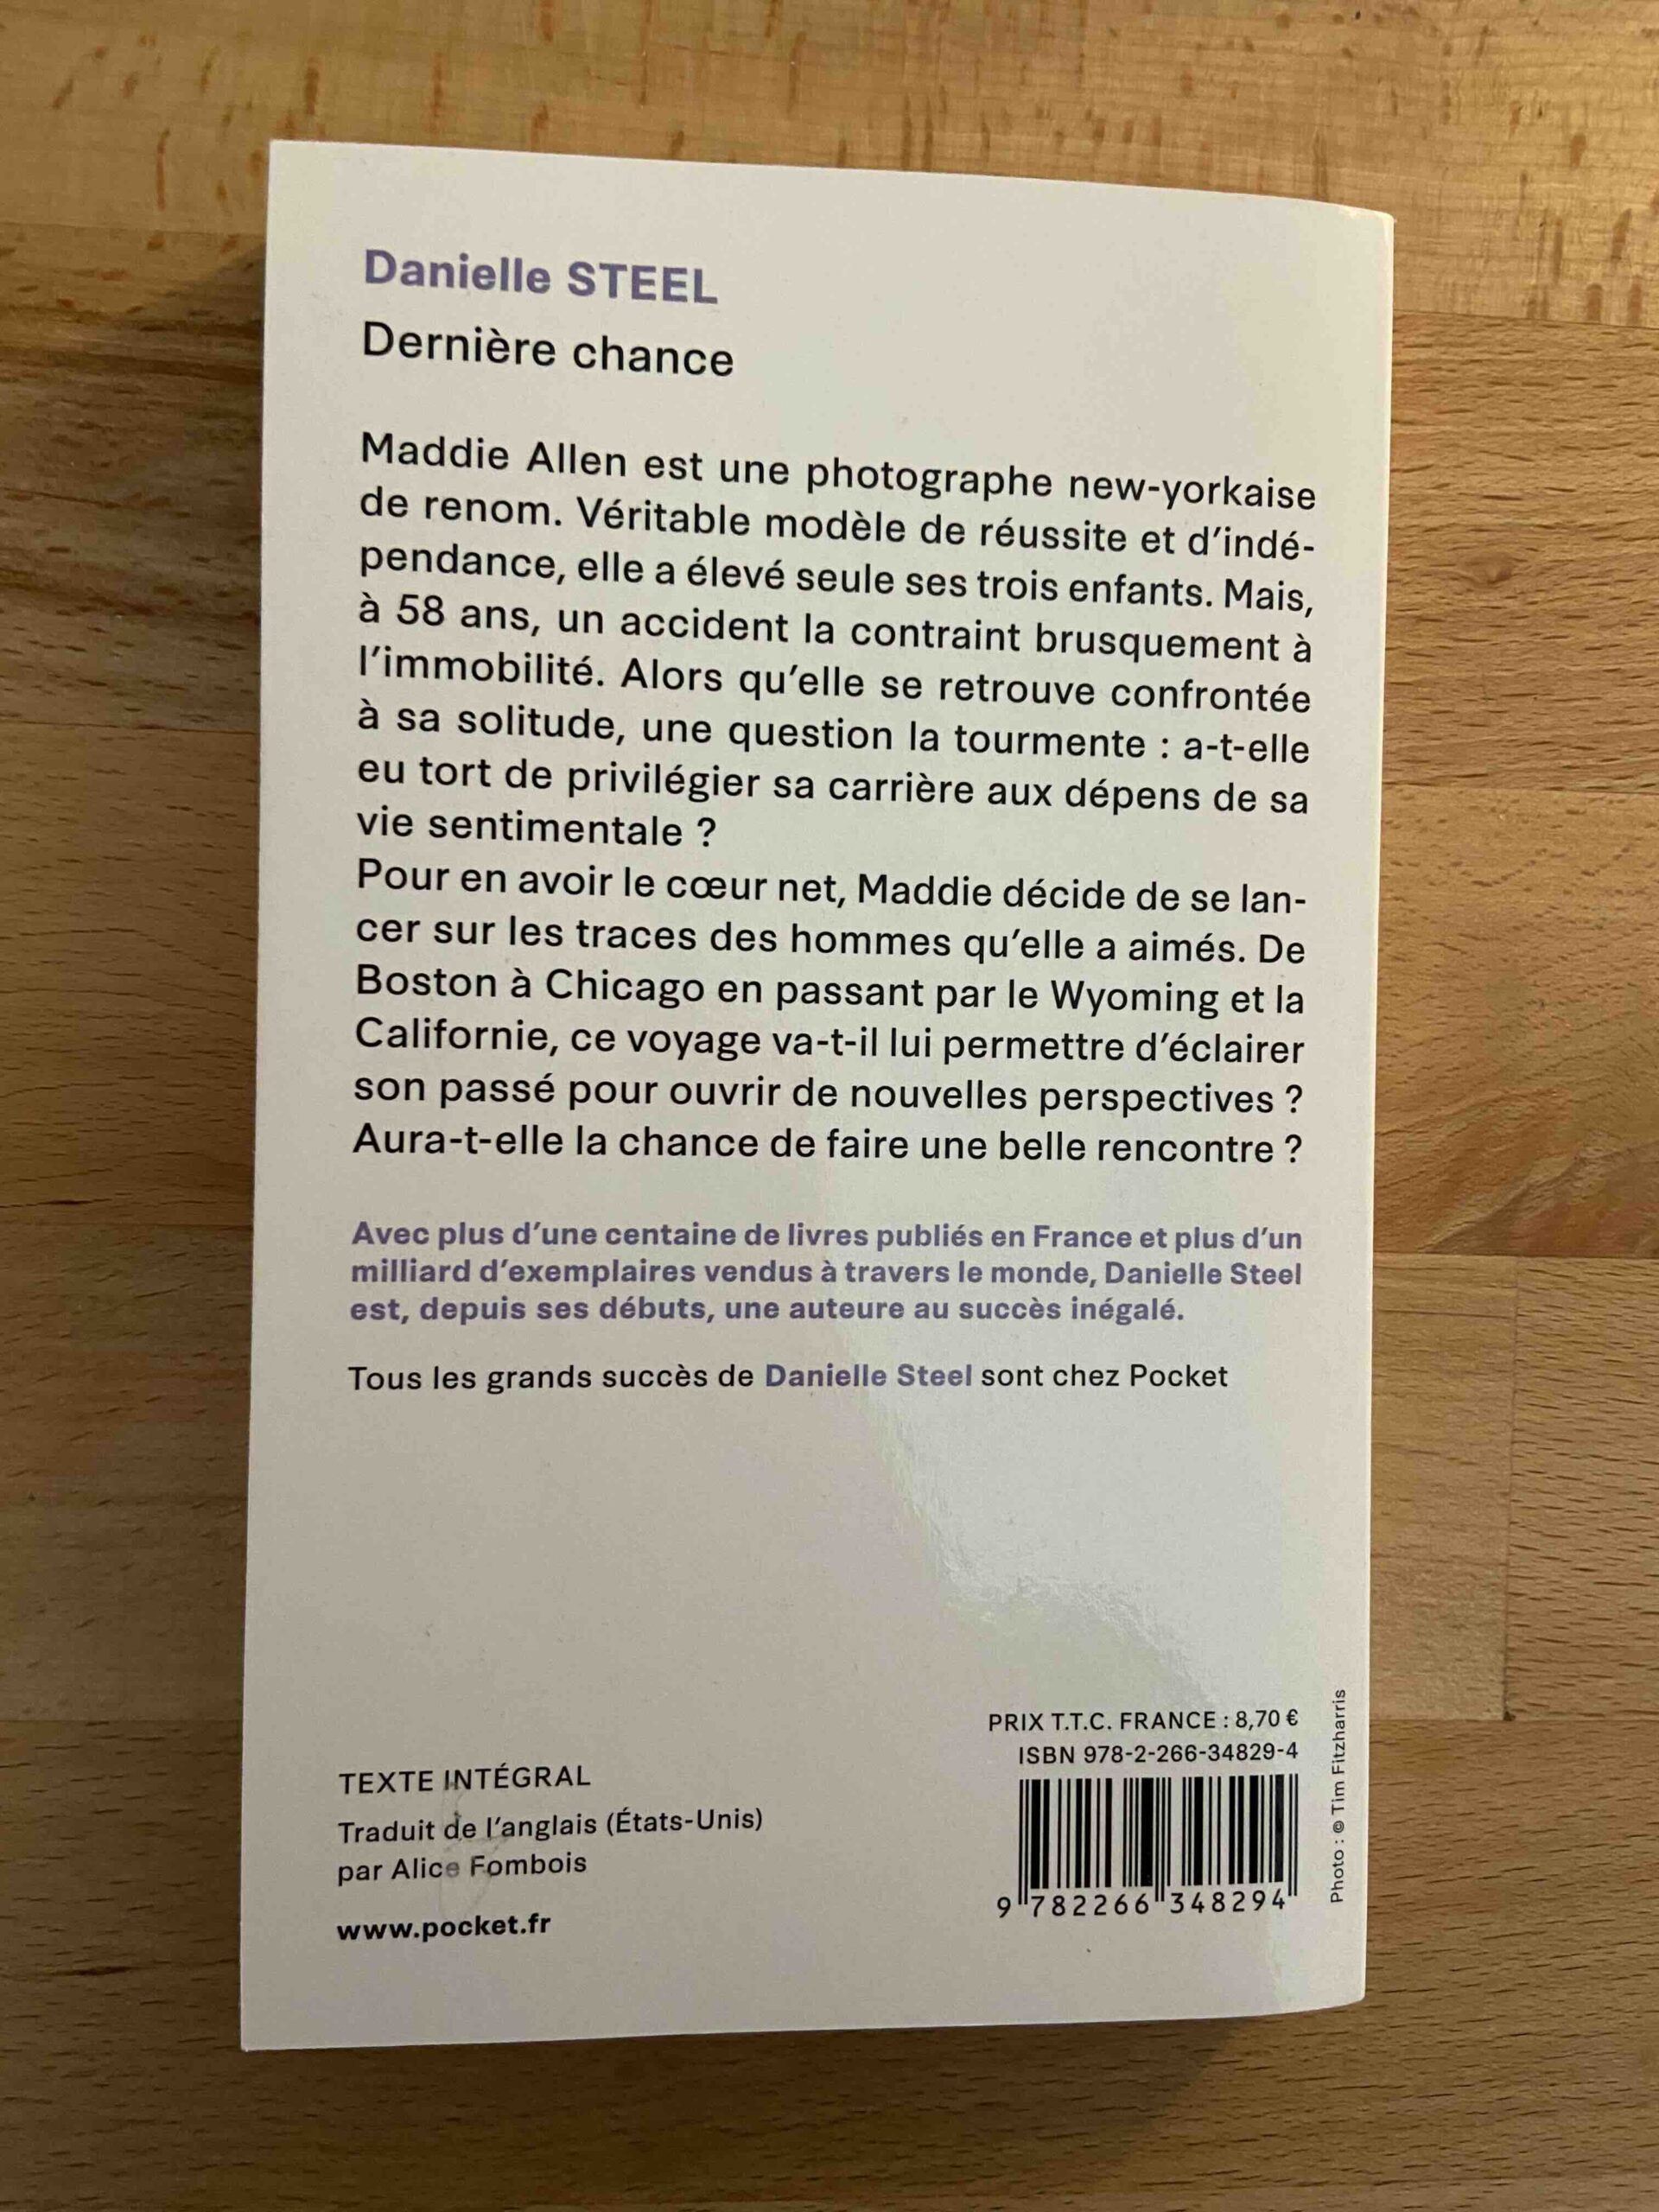 Danielle STEEL
Dernière chance
Maddie Allen est une photographe new-yorkaise
de renom. Véritable modèle de réussite et d'indé-
pendance, elle a élevé seule ses trois enfants. Mais,
à 58 ans, un accident la contraint brusquement à
l'immobilité. Alors qu'elle se retrouve confrontée
à sa solitude, une question la tourmente : a-t-elle
eu tort de privilégier sa carrière aux dépens de sa
vie sentimentale ?
Pour en avoir le cœur net, Maddie décide de se lan-
cer sur les traces des hommes qu'elle a aimés. De
Boston à Chicago en passant par le Wyoming et la
Californie, ce voyage va-t-il lui permettre d'éclairer
son passé pour ouvrir de nouvelles perspectives ?
Aura-t-elle la chance de faire une belle rencontre ?
Avec plus d'une centaine de livres publiés en France et plus d'un
milliard d'exemplaires vendus à travers le monde, Danielle Steel
est, depuis ses débuts, une auteure au succès inégalé.
Tous les grands succès de Danielle Steel sont chez Pocket
TEXTE INTÉGRAL
Traduit de l'anglais (États-Unis)
par Alice Fombois
www.pocket.fr
PRIX T.T.C. FRANCE : 8,70 €
ISBN 978-2-266-34829-4
9 782266 348294
Photo : © Tim Fitzharris